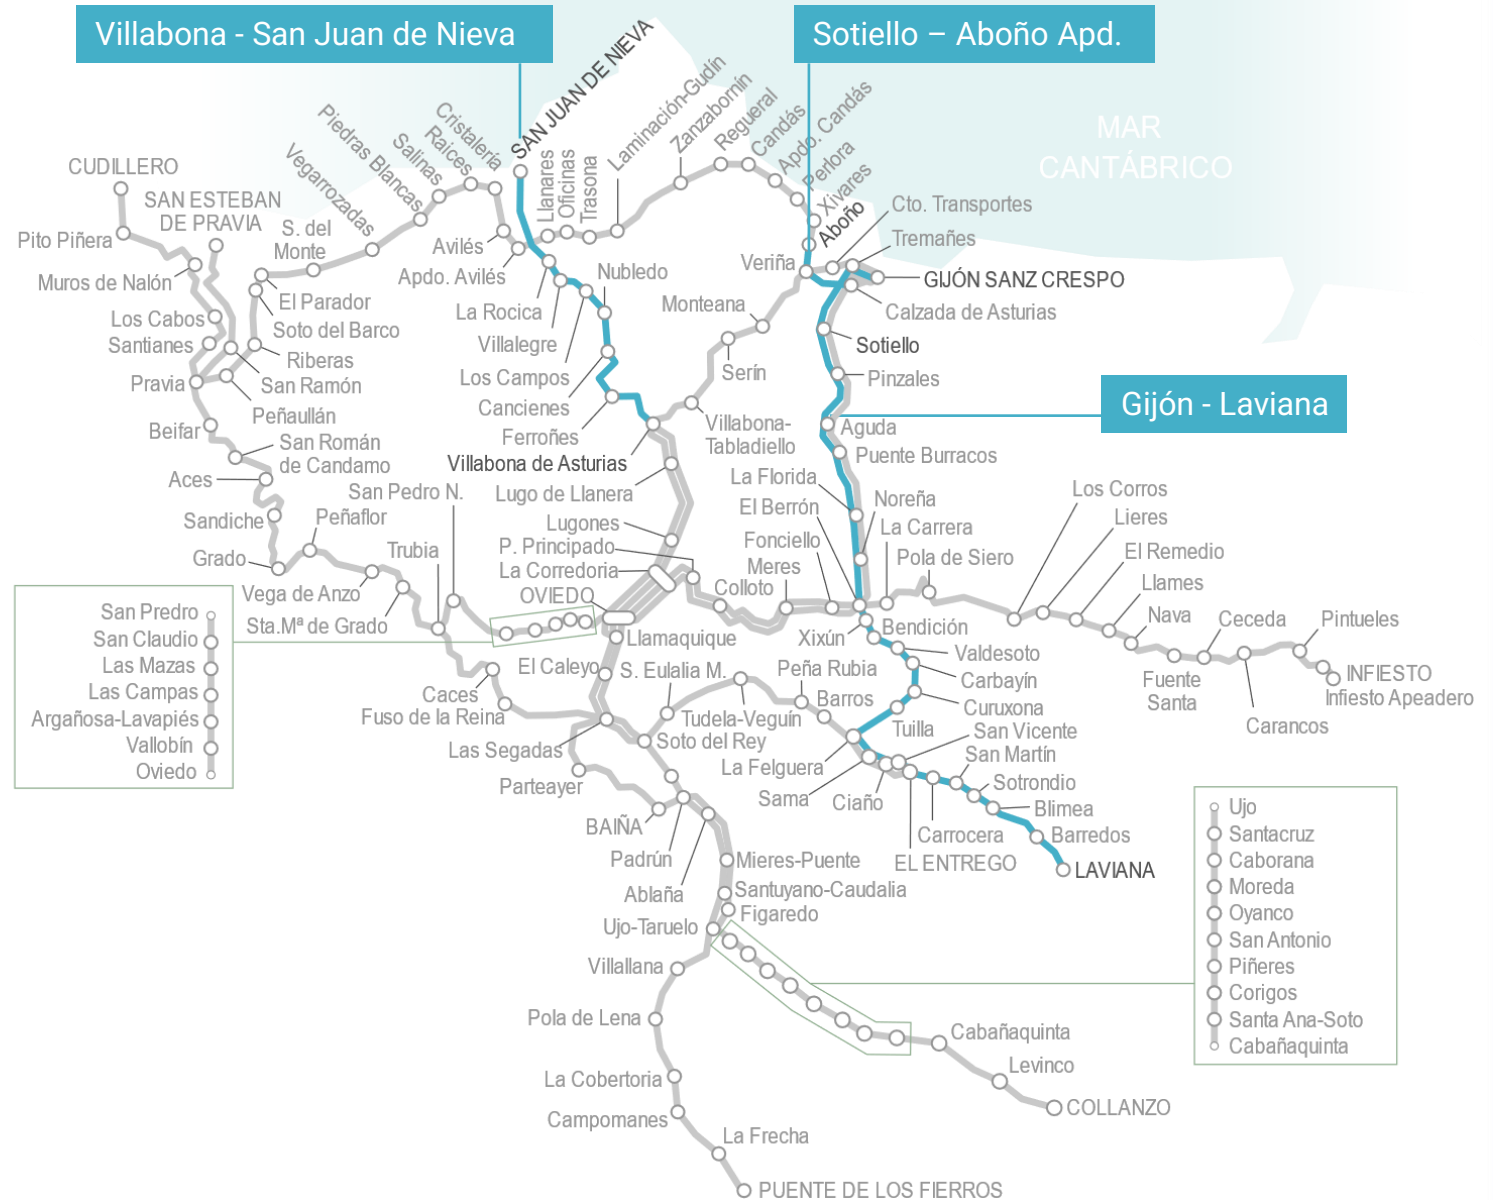 Villabona - San Juan de Nieva
Sotiello – Aboño Apd.
Gijón - Laviana
MAR
CANTÁBRICO
CUDILLERO
SAN ESTEBAN
DE PRAVIA
Pito Piñera
Muros de Nalón
Los Cabos
Santianes
Pravia
S. del
Monte
El Parador
Soto del Barco
Riberas
San Ramón
Peñaullán
Vegarrozadas
Piedras Blancas
Salinas
Raices
Cristalería
SAN JUAN DE NIEVA
Avilés
Apdo. Avilés
Llanares
Oficinas
Trasona
Laminación-Gudín
Zanzabornín
Regueral
Candás
Apdo. Candás
Perlora
Xivares
Aboño
Cto. Transportes
Tremañes
GIJÓN SANZ CRESPO
Calzada de Asturias
Veriña
Nubledo
Monteana
La Rocica
Villalegre
Los Campos
Cancienes
Ferroñes
Serín
Villabona-
Tabladiello
Villabona de Asturias
Lugo de Llanera
Lugones
P. Principado
La Corredoria
OVIEDO
Sotiello
Pinzales
Aguda
Puente Burracos
La Florida
El Berrón
Fonciello
Meres
Colloto
Noreña
La Carrera
Pola de Siero
Los Corros
Lieres
El Remedio
Llames
Nava
Ceceda
Pintueles
INFIESTO
Infiesto Apeadero
Fuente
Santa
Carancos
Beifar
San Román
de Candamo
Aces
Sandiche
Grado
San Pedro N.
Peñaflor
Trubia
Vega de Anzo
Sta.Mª de Grado
San Predro
San Claudio
Las Mazas
Las Campas
Argañosa-Lavapiés
Vallobín
Oviedo
Llamaquique
El Caleyo
S. Eulalia M.
Caces
Fuso de la Reina
Las Segadas
Parteayer
Tudela-Veguín
Soto del Rey
Peña Rubia
Barros
Xixún
Bendición
Valdesoto
Carbayín
Curuxona
Tuilla
La Felguera
Sama
Ciaño
San Vicente
San Martín
Sotrondio
Blimea
Barredos
Carrocera
EL ENTREGO
LAVIANA
BAIÑA
Padrún
Ablaña
Mieres-Puente
Santuyano-Caudalia
Figaredo
Ujo-Taruelo
Villallana
Pola de Lena
La Cobertoria
Campomanes
La Frecha
PUENTE DE LOS FIERROS
Cabañaquinta
Levinco
COLLANZO
Ujo
Santacruz
Caborana
Moreda
Oyanco
San Antonio
Piñeres
Corigos
Santa Ana-Soto
Cabañaquinta